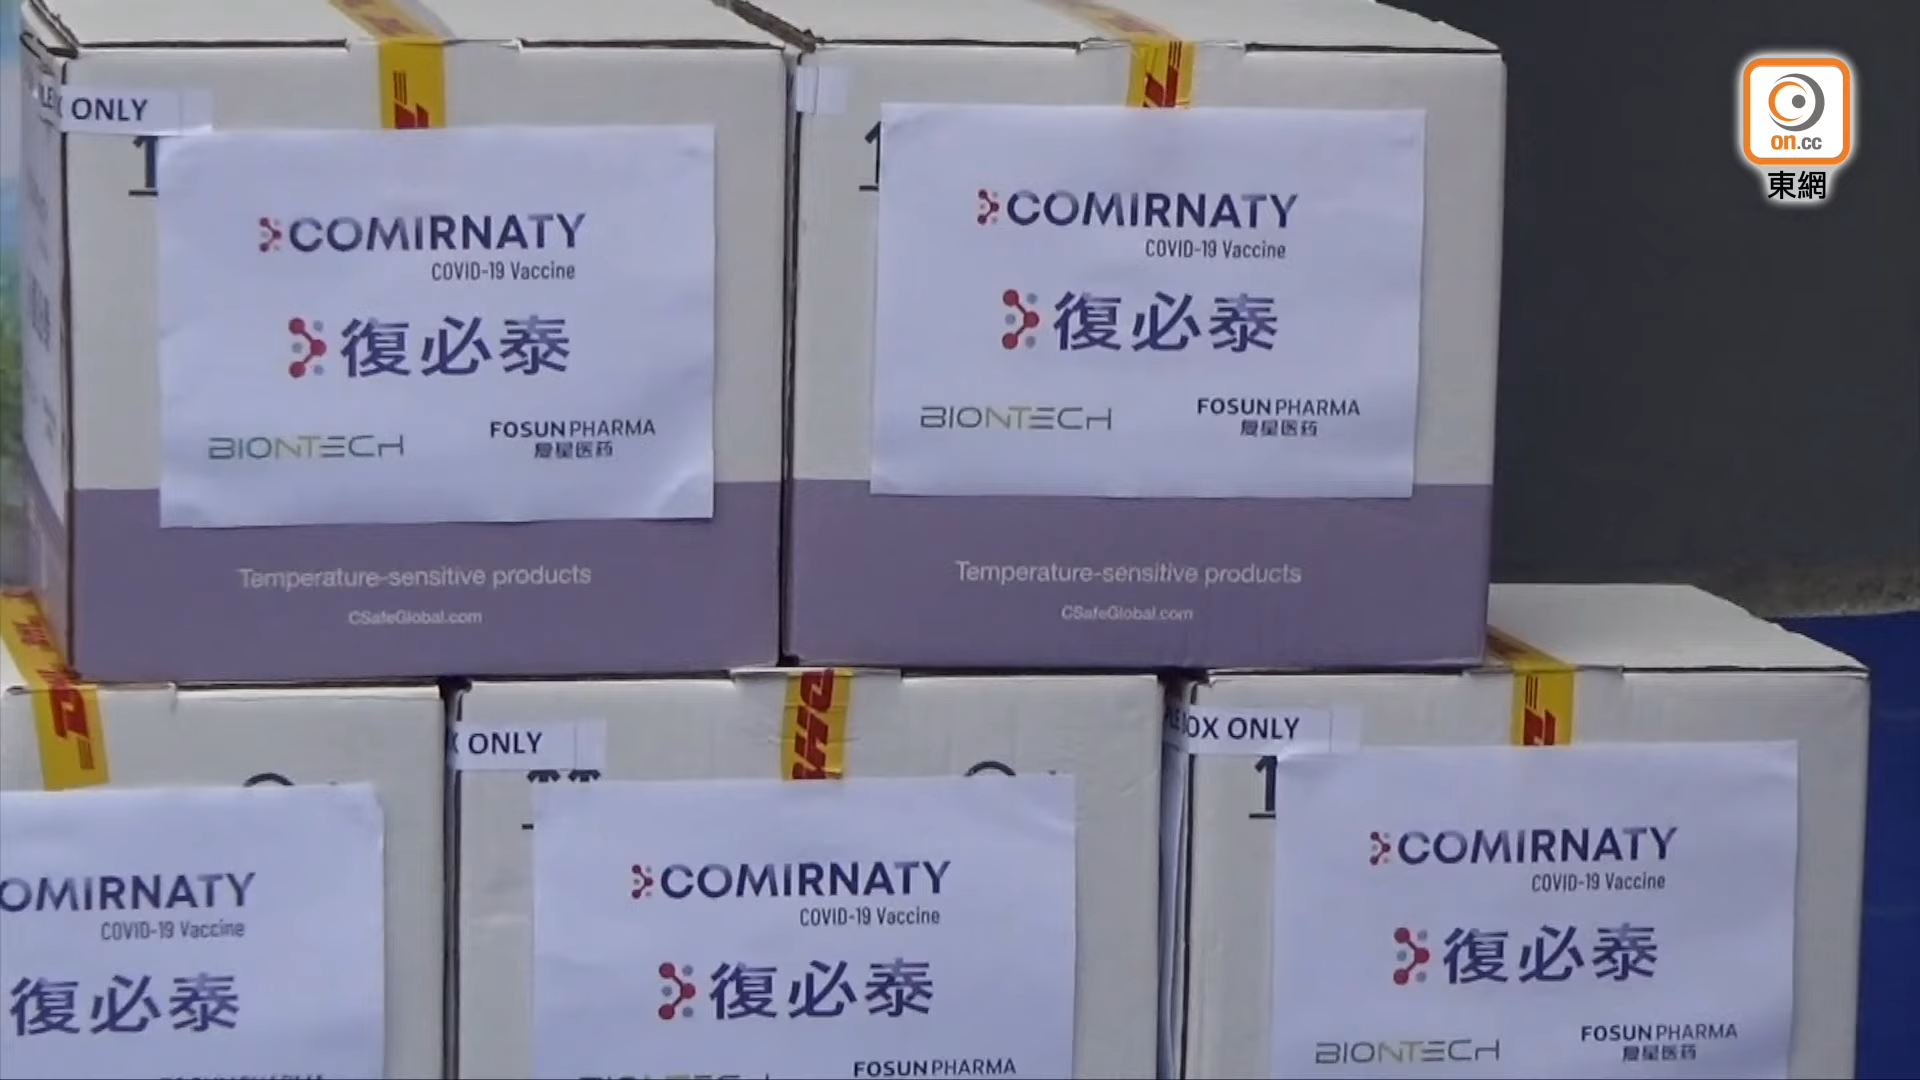 on.cc
東網
ONLY
COMIRNATY
COVID-19 Vaccine
復必泰
BIONTECH
FOSUN PHARMA
复星医药
Temperature-sensitive products
CSafeGlobal.com
COMIRNATY
COVID-19 Vaccine
復必泰
BIONTECH
FOSUN PHARMA
复星医药
Temperature-sensitive products
CSafeGlobal.com
DHL
OMIRNATY
COVID-19 Vaccine
復必泰
ONLY
DHL
COMIRNATY
COVID-19 Vaccine
復必泰
BIONTECH
FOSUN PHARMA
OX ONLY
COMIRNATY
COVID-19 Vaccine
復必泰
BIONTECH
FOSUN PHARMA
复星医药